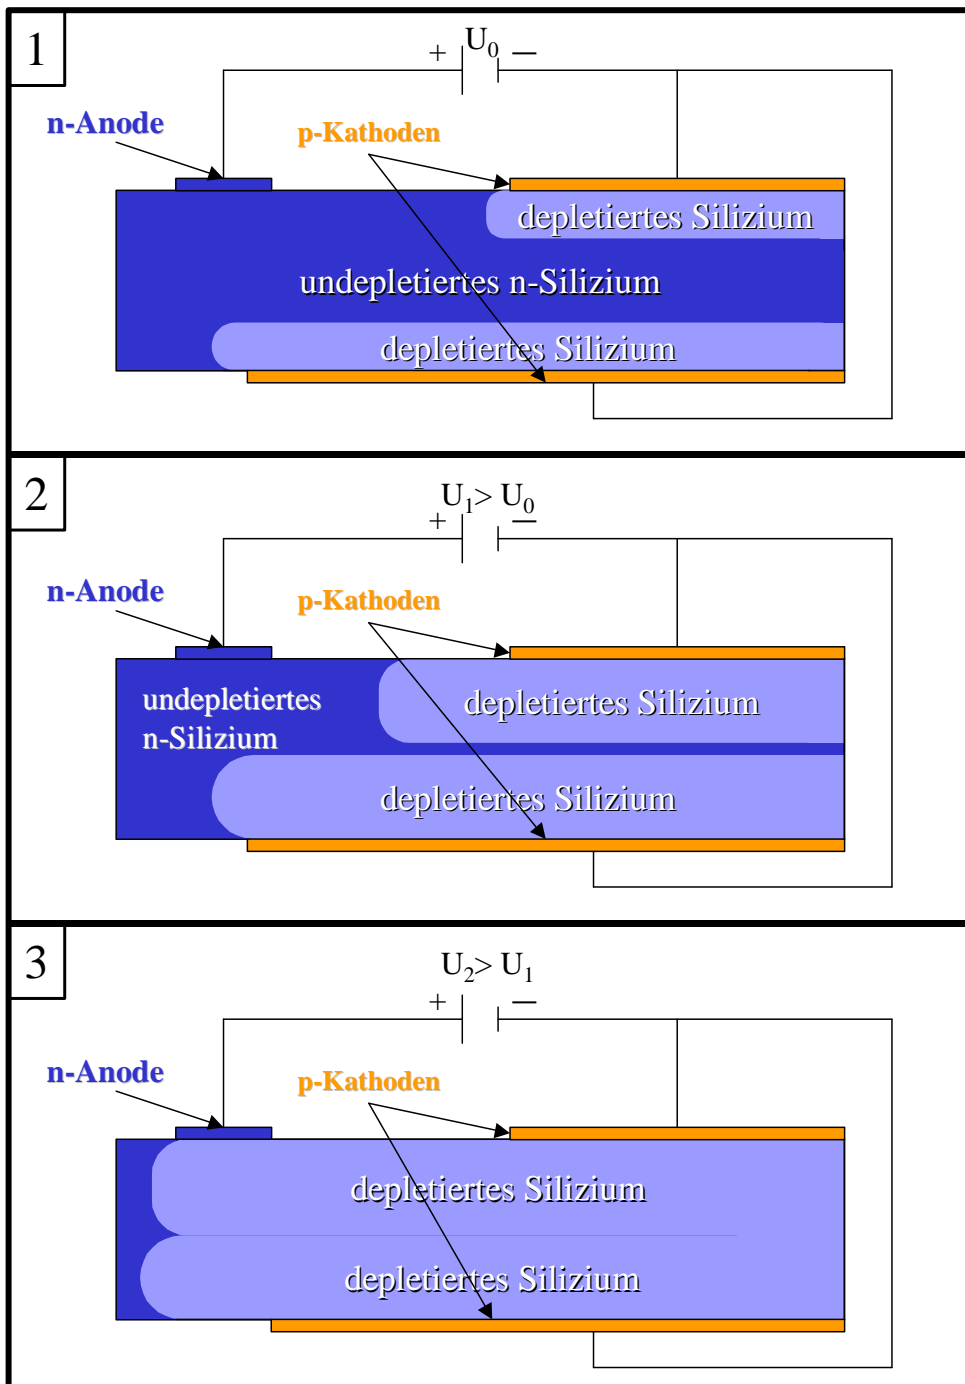 1
U₀
+ —
n-Anode
p-Kathoden
depletiertes Silizium
undepletiertes n-Silizium
depletiertes Silizium
2
U₁> U₀
+ —
n-Anode
p-Kathoden
undepletiertes
n-Silizium
depletiertes Silizium
depletiertes Silizium
3
U₂> U₁
+ —
n-Anode
p-Kathoden
depletiertes Silizium
depletiertes Silizium